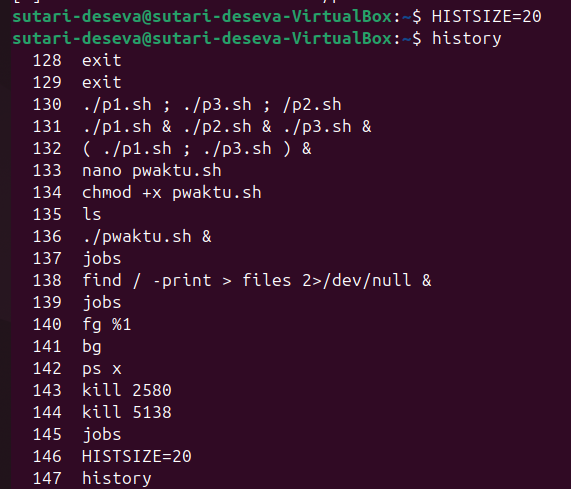 sutari-deseva@sutari-deseva-VirtualBox:~$ HISTSIZE=20
sutari-deseva@sutari-deseva-VirtualBox:~$ history
128 exit
129 exit
130 ./p1.sh ; ./p3.sh ; /p2.sh
131 ./p1.sh & ./p2.sh & ./p3.sh &
132 ( ./p1.sh ; ./p3.sh ) &
133 nano pwaktu.sh
134 chmod +x pwaktu.sh
135 ls
136 ./pwaktu.sh &
137 jobs
138 find / -print > files 2>/dev/null &
139 jobs
140 fg %1
141 bg
142 ps x
143 kill 2580
144 kill 5138
145 jobs
146 HISTSIZE=20
147 history